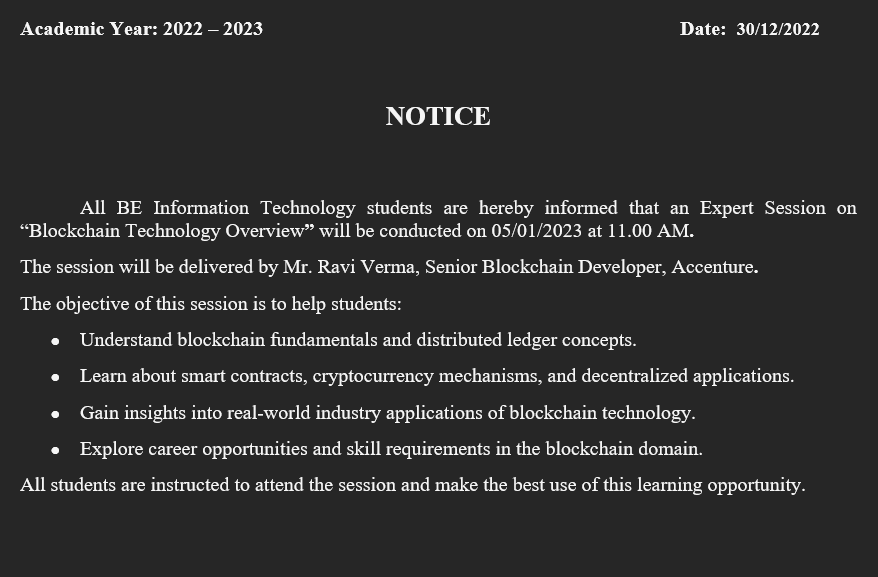 Academic Year: 2022 – 2023 Date: 30/12/2022
NOTICE
All BE Information Technology students are hereby informed that an Expert Session on
“Blockchain Technology Overview” will be conducted on 05/01/2023 at 11.00 AM.
The session will be delivered by Mr. Ravi Verma, Senior Blockchain Developer, Accenture.
The objective of this session is to help students:
● Understand blockchain fundamentals and distributed ledger concepts.
● Learn about smart contracts, cryptocurrency mechanisms, and decentralized applications.
● Gain insights into real-world industry applications of blockchain technology.
● Explore career opportunities and skill requirements in the blockchain domain.
All students are instructed to attend the session and make the best use of this learning opportunity.